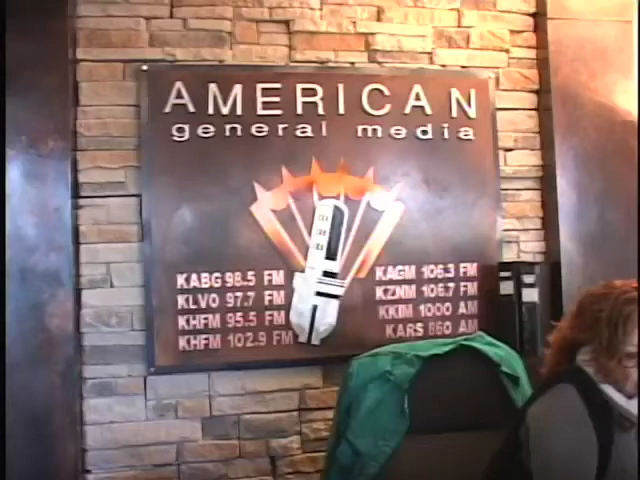 AMERICAN
general media
KABG 98.5 FM
KLVO 97.7 FM
KHFM 95.5 FM
KHFM 102.9 FM
KAGM 106.3 FM
KZNM 106.7 FM
KKIM 1000 AM
KARS 860 AM